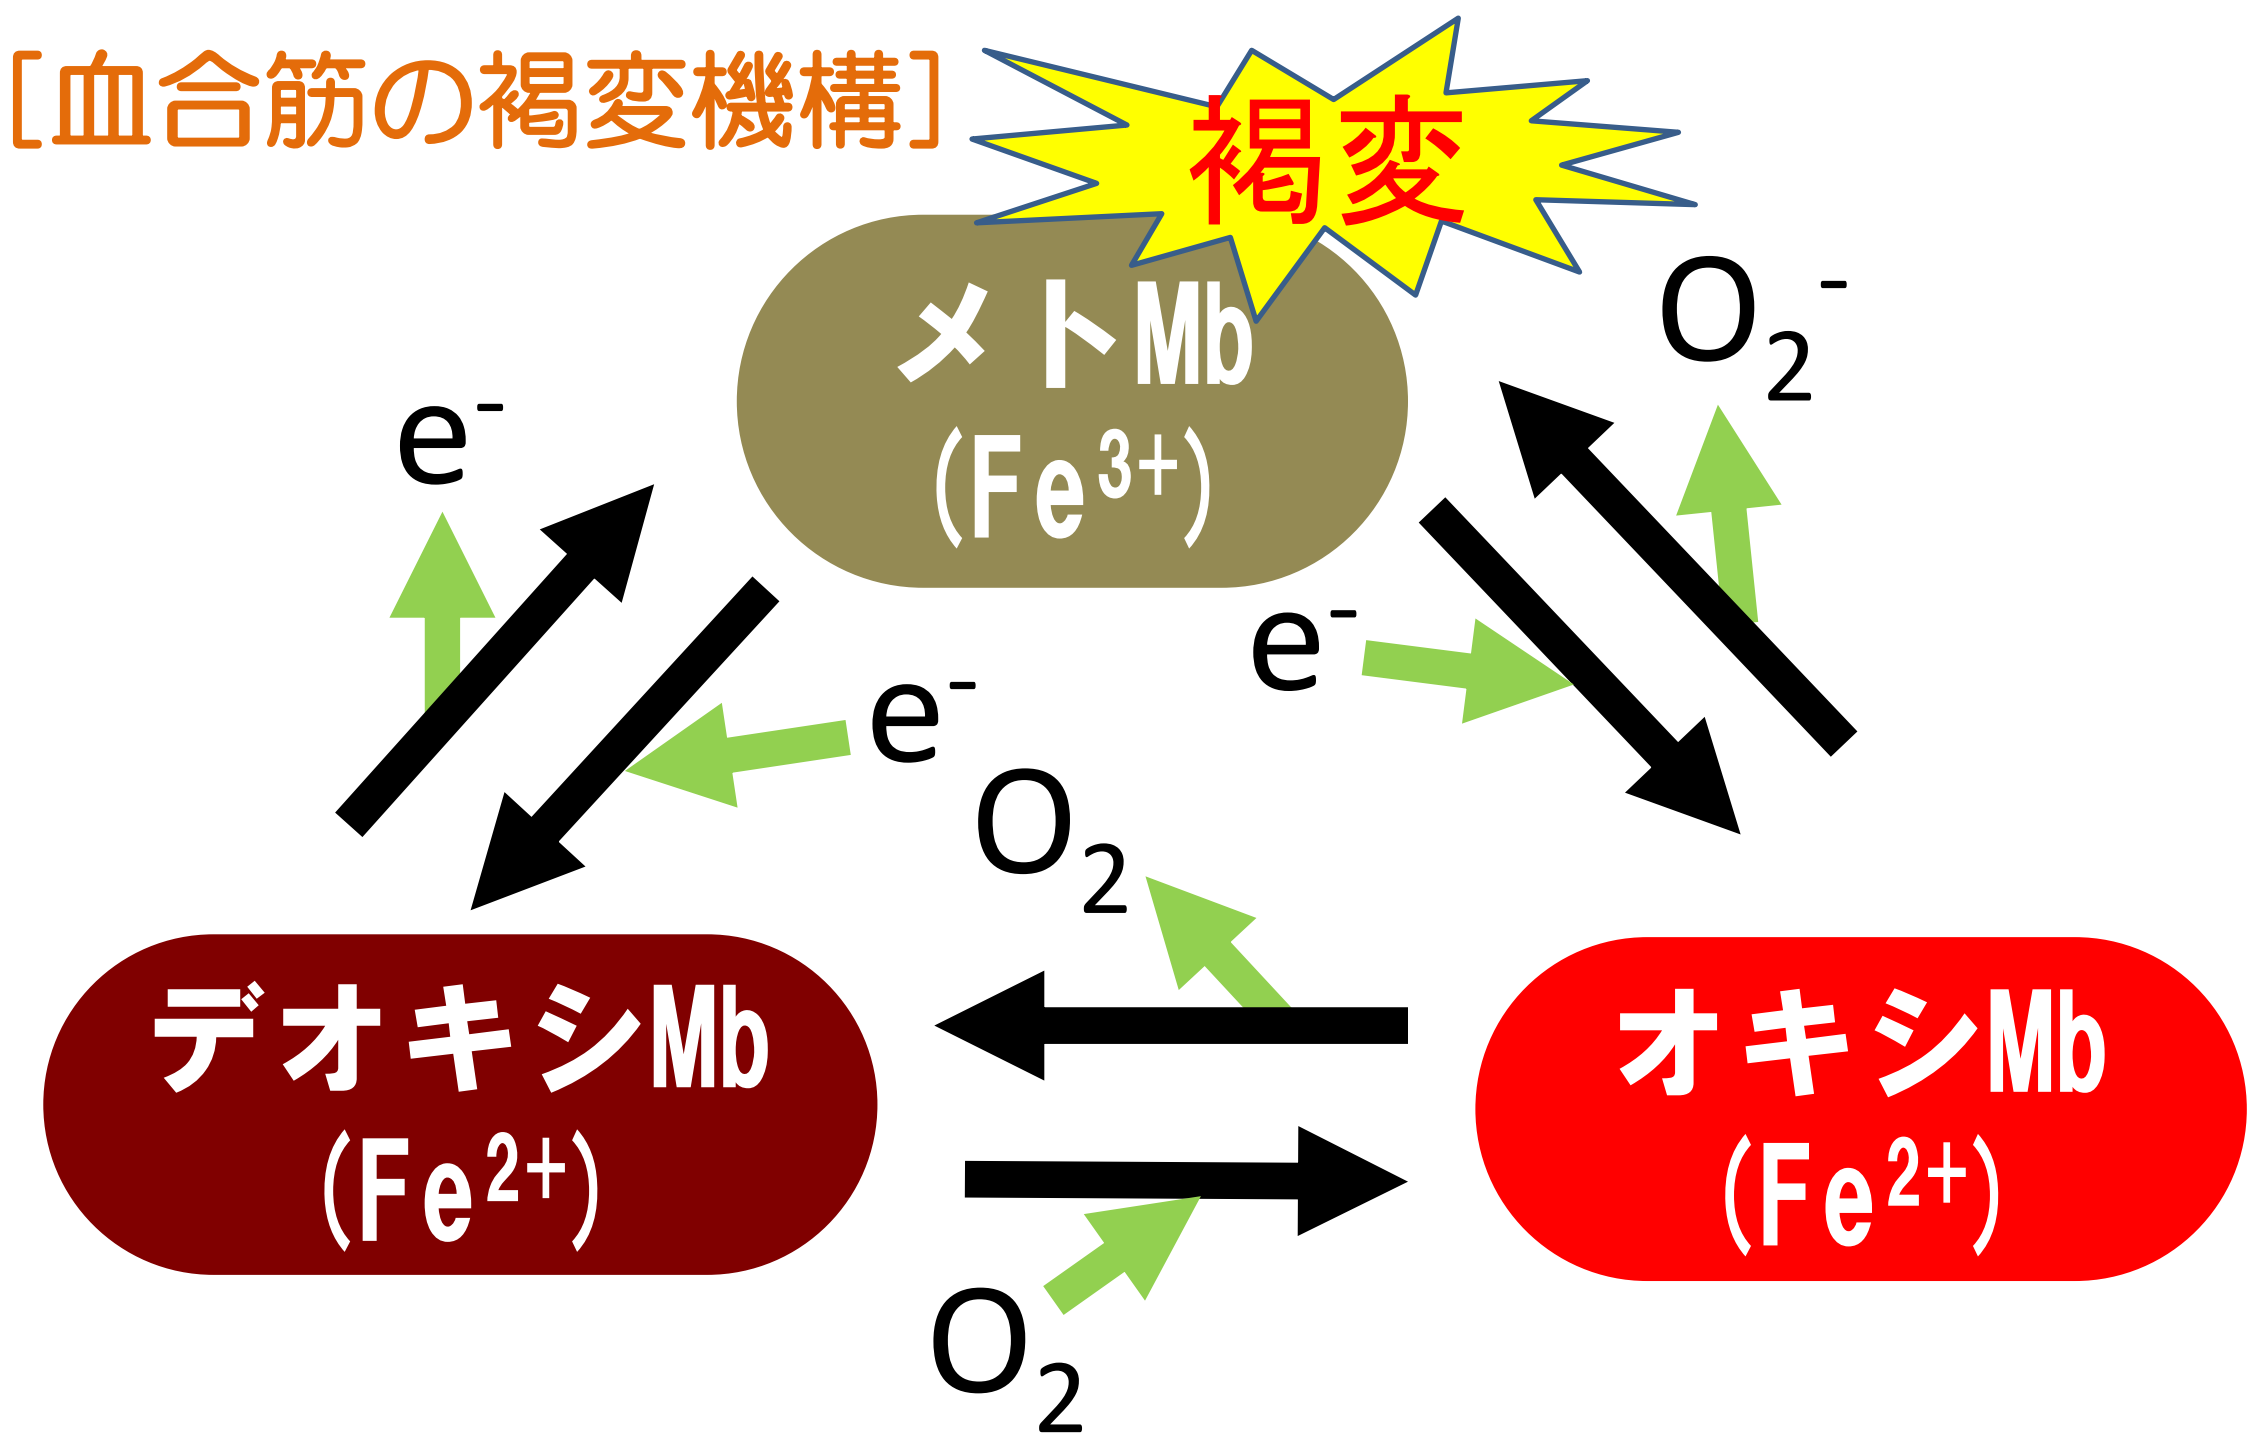 [血合筋の褐変機構]
褐変
メトMb
(Fe³⁺)
O₂⁻
e⁻
e⁻
e⁻
O₂
デオキシMb
(Fe²⁺)
オキシMb
(Fe²⁺)
O₂